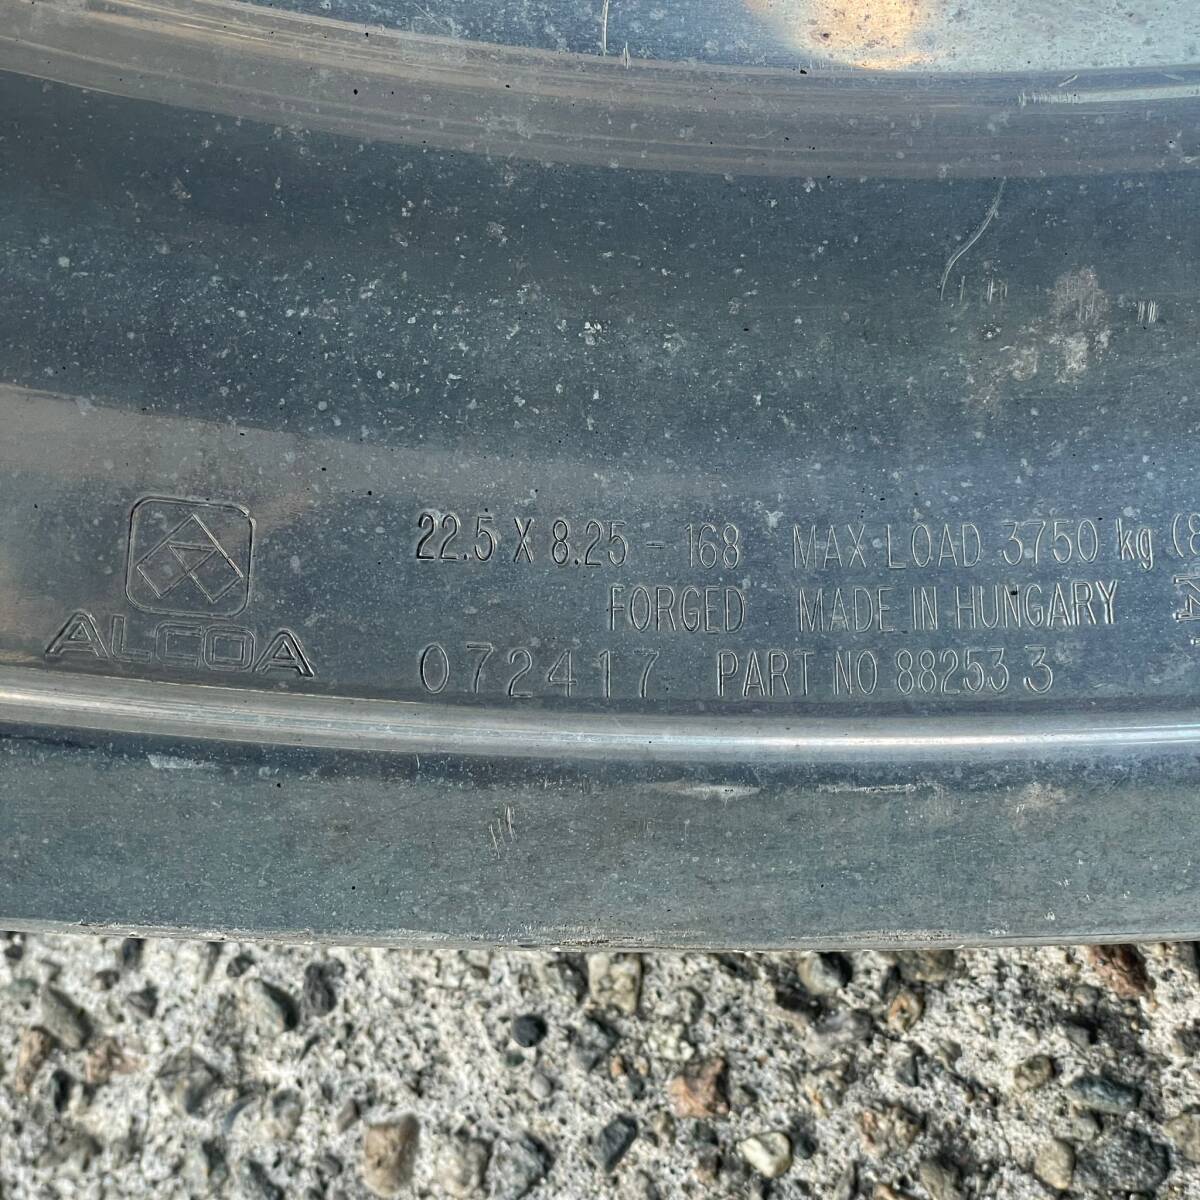 22.5 X 8.25 - 168 MAX LOAD 3750 kg (8
FORGED MADE IN HUNGARY
ALCOA
072417 PART NO 88253 3